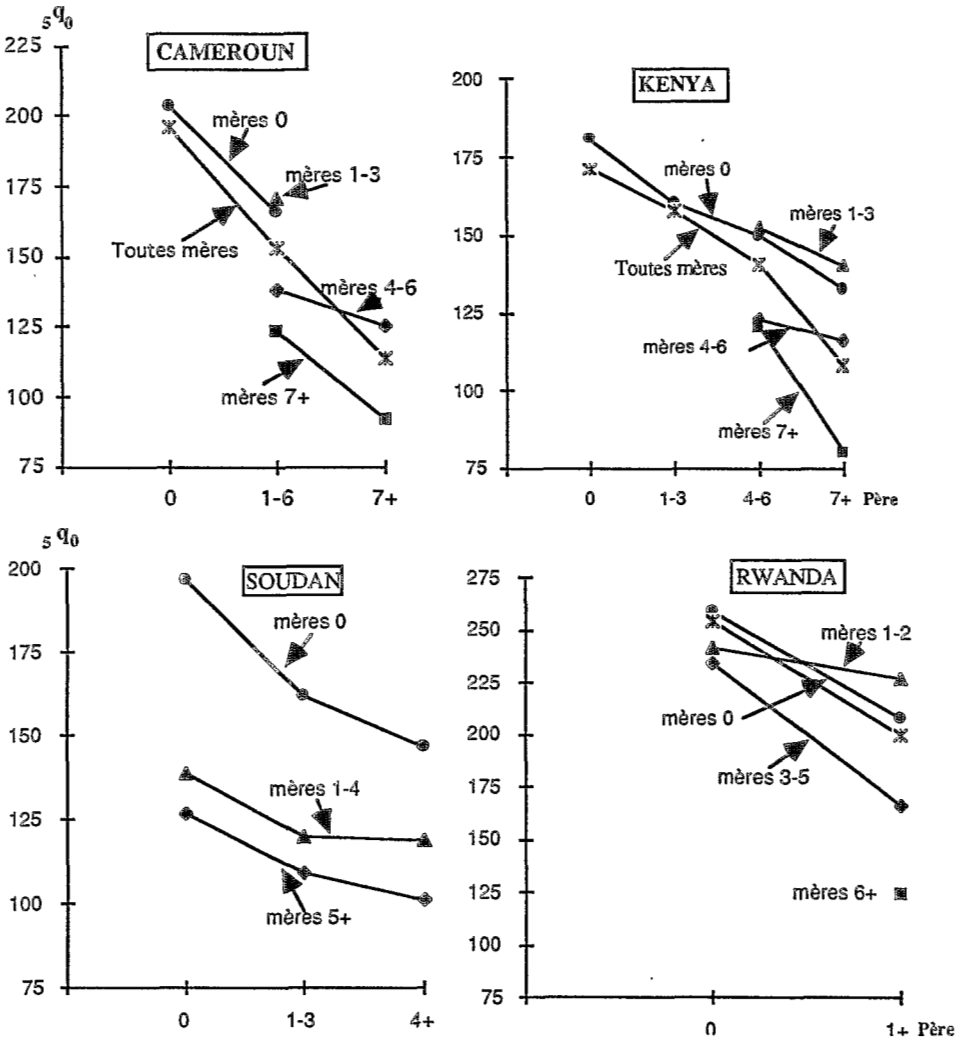 5q0
225
200
175
150
125
100
75
CAMEROUN
mères 0
mères 1-3
Toutes mères
mères 4-6
mères 7+
0 1-6 7+
200
175
150
125
100
75
KENYA
mères 0
mères 1-3
Toutes mères
mères 4-6
mères 7+
0 1-3 4-6 7+ Père
5q0
200
175
150
125
100
75
SOUDAN
mères 0
mères 1-4
mères 5+
0 1-3 4+
275
250
225
200
175
150
125
100
75
RWANDA
mères 1-2
mères 0
mères 3-5
mères 6+
0 1+ Père